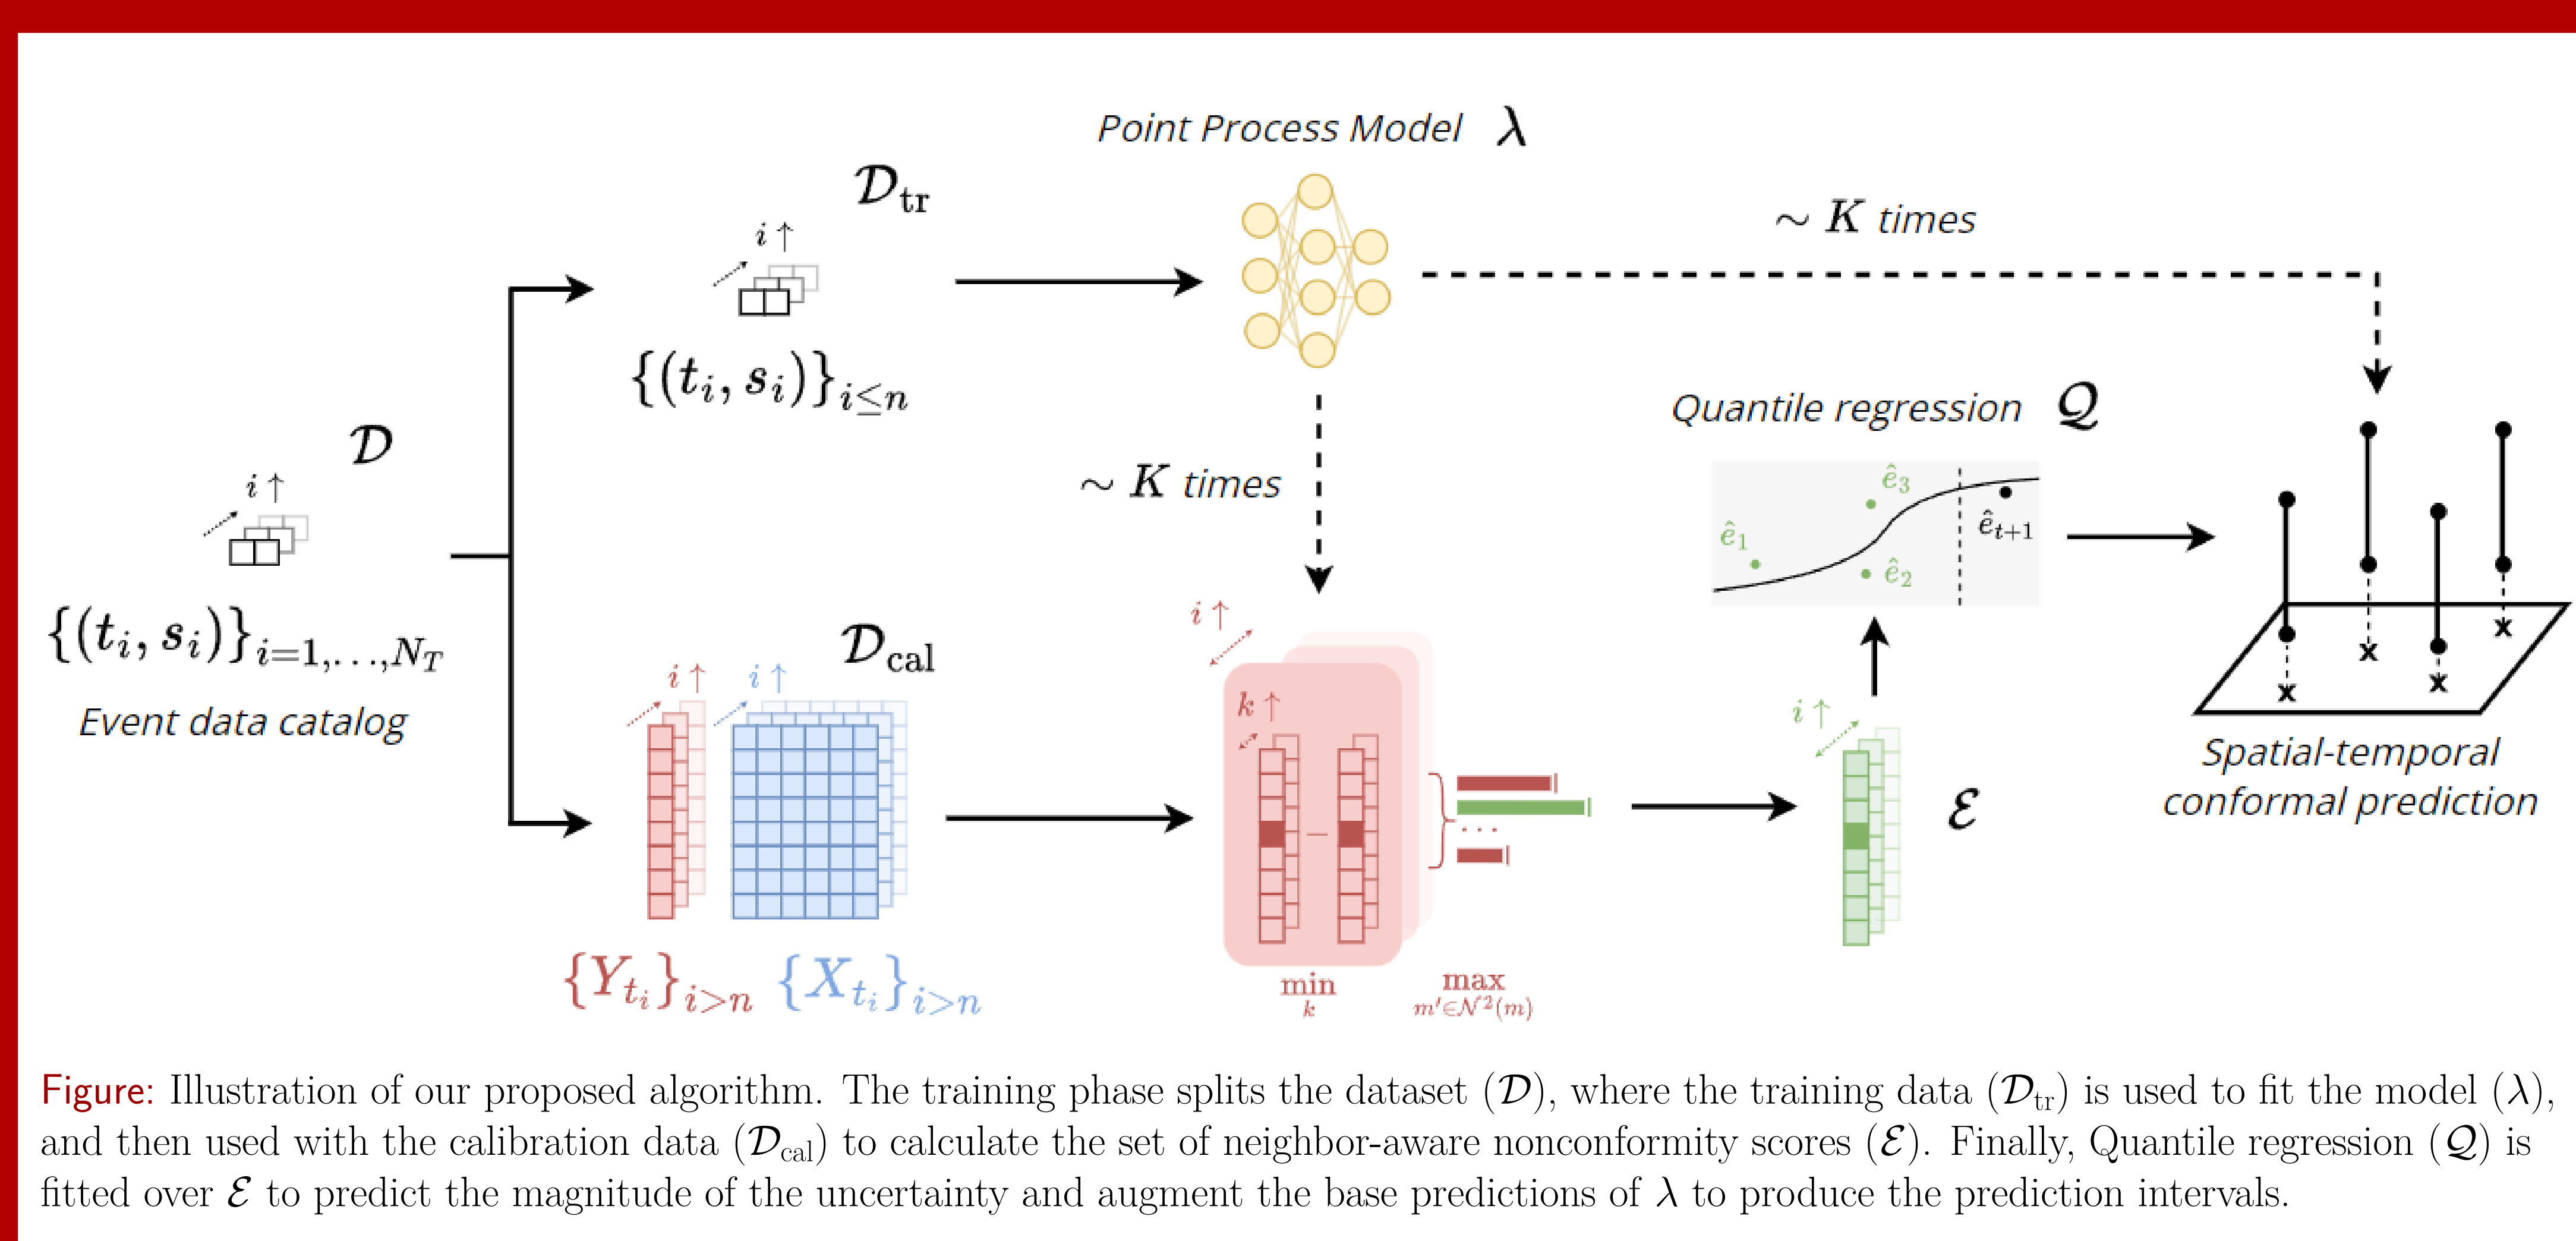 Point Process Model λ
𝒟tr
i ↑
~ K times
{(tᵢ, sᵢ)}i≤n
Quantile regression 𝒬
𝒟
i ↑
~ K times
ê₃
ê₁
êt+1
ê₂
{(tᵢ, sᵢ)}i=1,…,N_T
Event data catalog
𝒟cal
i ↑
i ↑
i ↑
k ↑
−
...
i ↑
ℰ
x x x x
Spatial-temporal
conformal prediction
{Y_tᵢ}i>n {X_tᵢ}i>n
min k
max m′∈𝒩²(m)
Figure: Illustration of our proposed algorithm. The training phase splits the dataset (𝒟), where the training data (𝒟tr) is used to fit the model (λ),
and then used with the calibration data (𝒟cal) to calculate the set of neighbor-aware nonconformity scores (ℰ). Finally, Quantile regression (𝒬) is
fitted over ℰ to predict the magnitude of the uncertainty and augment the base predictions of λ to produce the prediction intervals.